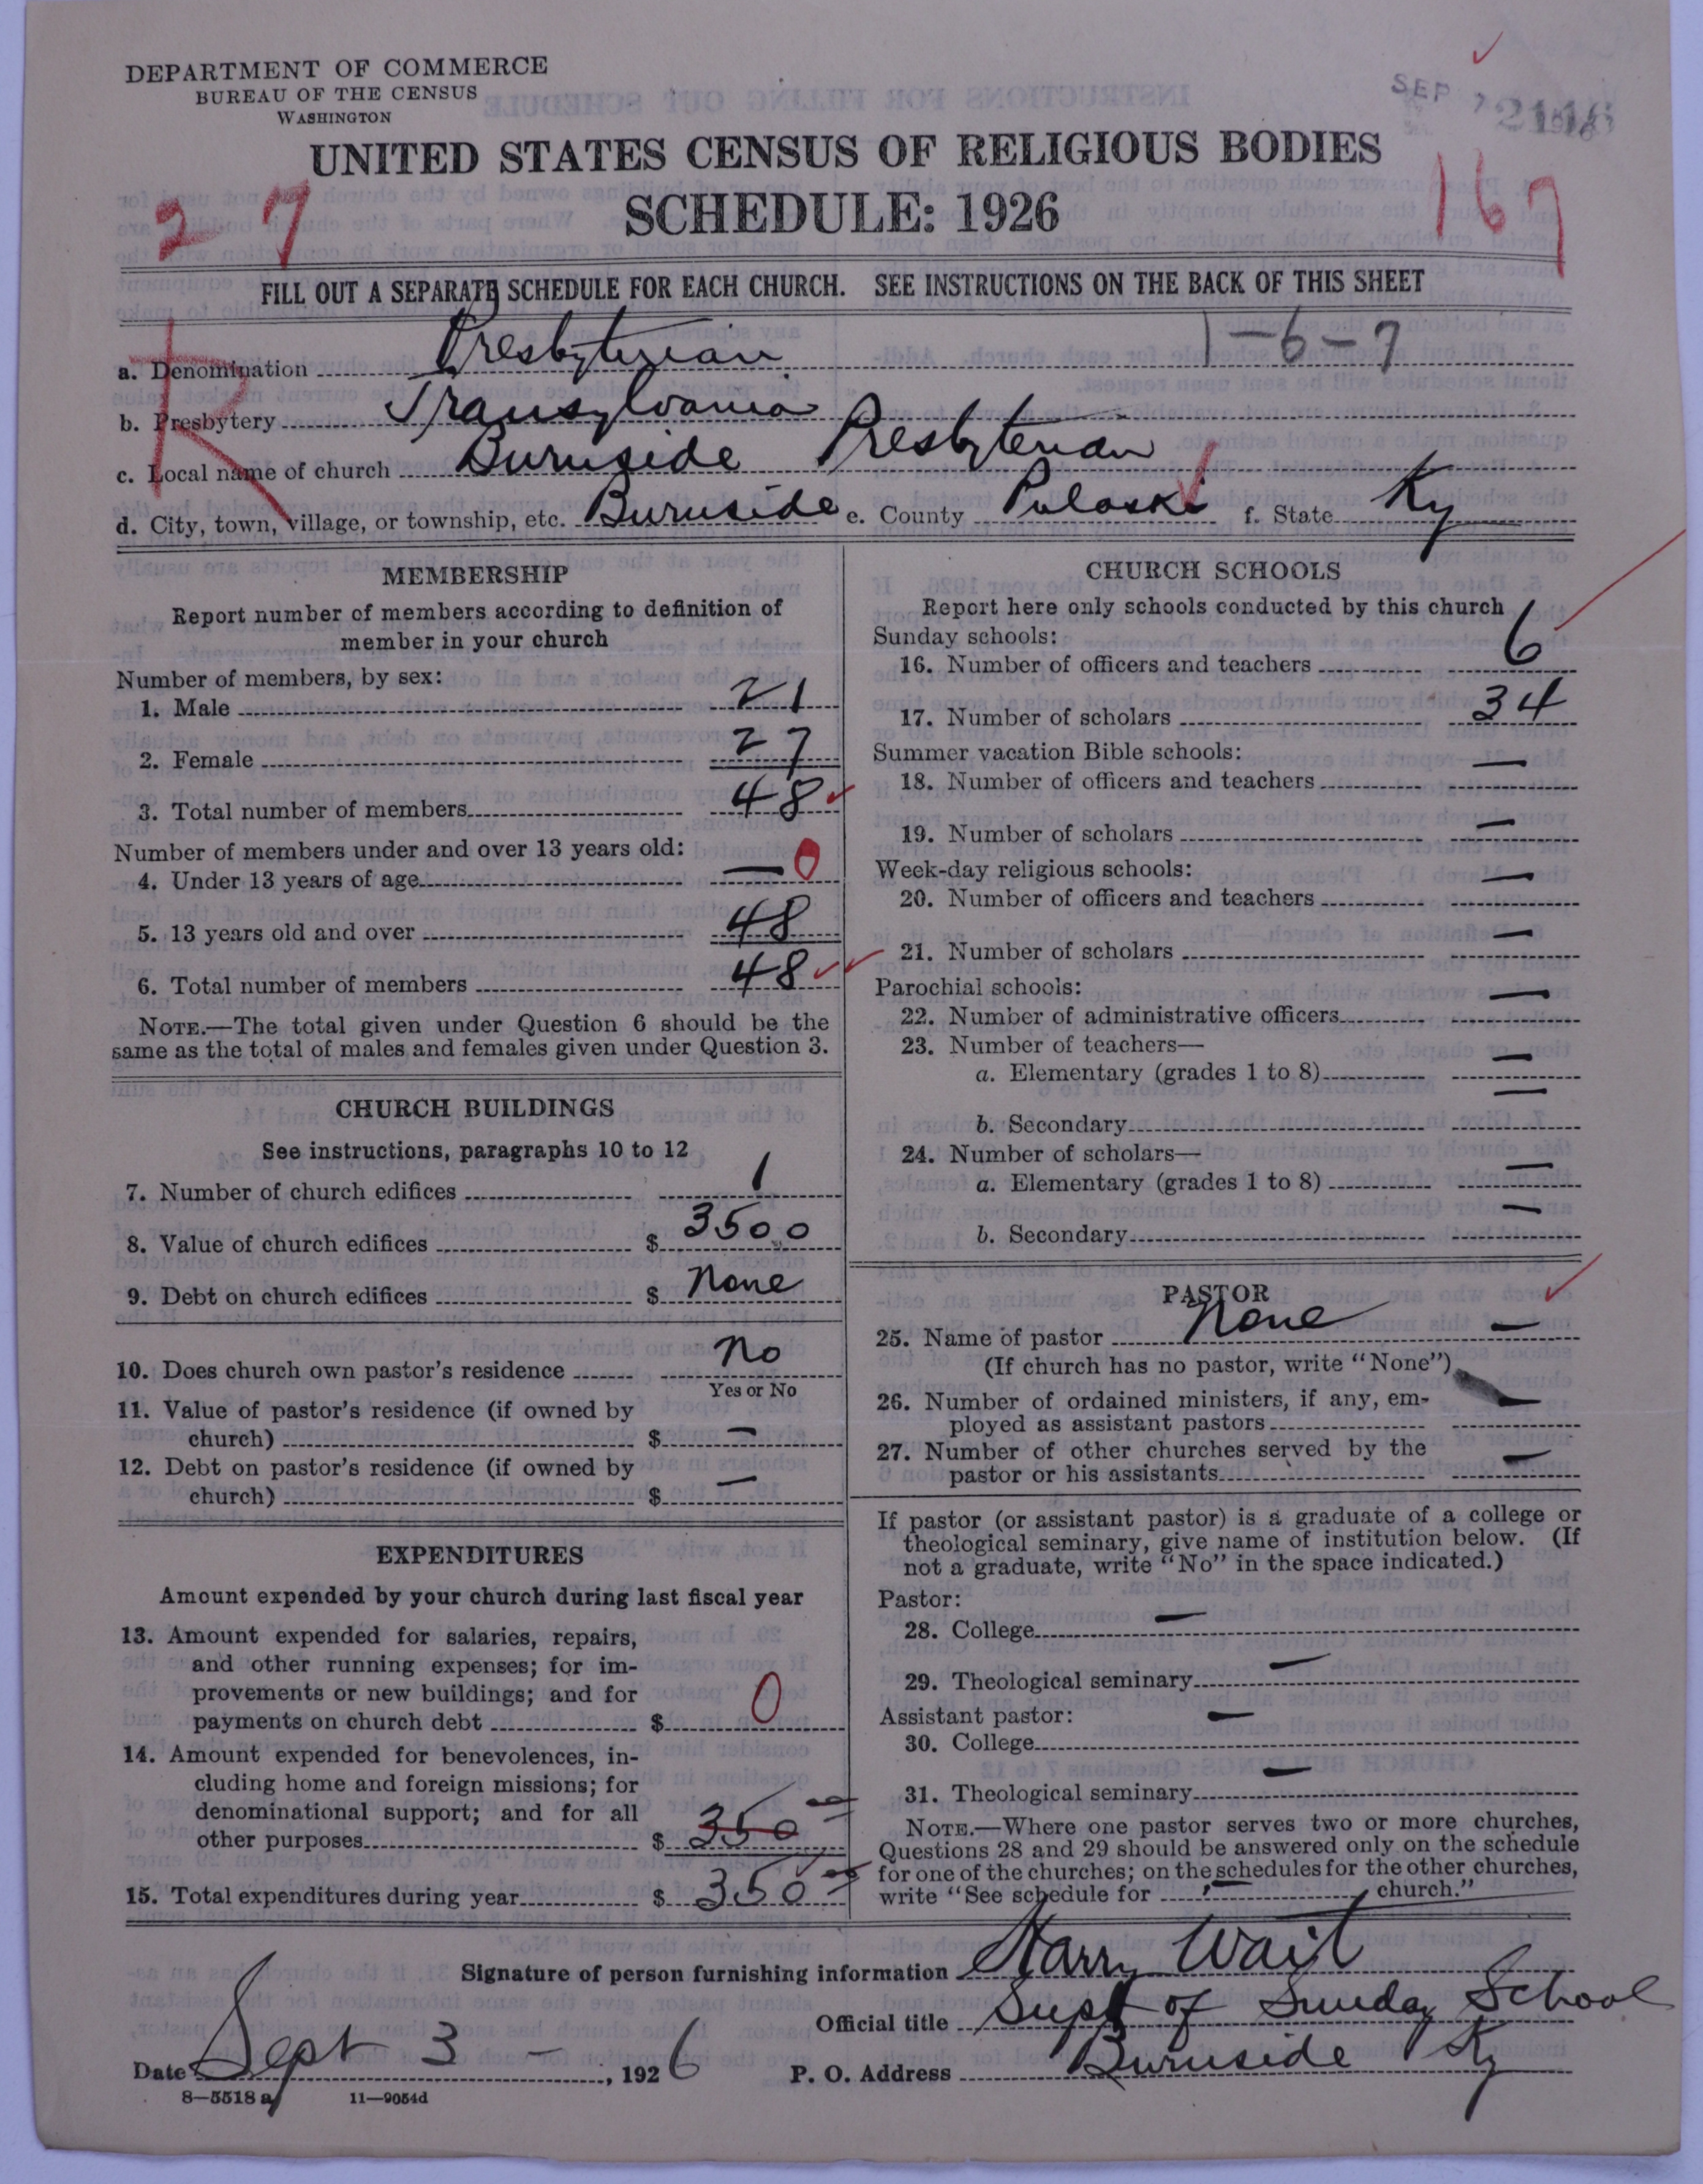 DEPARTMENT OF COMMERCE
BUREAU OF THE CENSUS
WASHINGTON
SEP 7
UNITED STATES CENSUS OF RELIGIOUS BODIES
SCHEDULE: 1926
27
167
FILL OUT A SEPARATE SCHEDULE FOR EACH CHURCH. SEE INSTRUCTIONS ON THE BACK OF THIS SHEET
R
1-6-7
a. Denomination Presbyterian
b. Presbytery Transylvania
c. Local name of church Burnside Presbyterian
d. City, town, village, or township, etc. Burnside e. County Pulaski f. State Ky
MEMBERSHIP
Report number of members according to definition of
member in your church
Number of members, by sex:
1. Male 21
2. Female 27
3. Total number of members 48
Number of members under and over 13 years old:
4. Under 13 years of age — 0
5. 13 years old and over 48
6. Total number of members 48
NOTE.—The total given under Question 6 should be the
same as the total of males and females given under Question 3.
CHURCH BUILDINGS
See instructions, paragraphs 10 to 12
7. Number of church edifices 1
8. Value of church edifices $ 3500
9. Debt on church edifices $ None
10. Does church own pastor's residence No
Yes or No
11. Value of pastor's residence (if owned by
church) $ —
12. Debt on pastor's residence (if owned by
church) $ —
EXPENDITURES
Amount expended by your church during last fiscal year
13. Amount expended for salaries, repairs,
and other running expenses; for im-
provements or new buildings; and for
payments on church debt $ 0
14. Amount expended for benevolences, in-
cluding home and foreign missions; for
denominational support; and for all
other purposes $ 350
15. Total expenditures during year $ 350
CHURCH SCHOOLS
Report here only schools conducted by this church
Sunday schools:
16. Number of officers and teachers 6
17. Number of scholars 34
Summer vacation Bible schools:
18. Number of officers and teachers —
19. Number of scholars —
Week-day religious schools:
20. Number of officers and teachers —
21. Number of scholars —
Parochial schools:
22. Number of administrative officers —
23. Number of teachers—
a. Elementary (grades 1 to 8) —
b. Secondary —
24. Number of scholars—
a. Elementary (grades 1 to 8) —
b. Secondary —
PASTOR
25. Name of pastor None —
(If church has no pastor, write "None")
26. Number of ordained ministers, if any, em-
ployed as assistant pastors —
27. Number of other churches served by the
pastor or his assistants —
If pastor (or assistant pastor) is a graduate of a college or
theological seminary, give name of institution below. (If
not a graduate, write "No" in the space indicated.)
Pastor:
28. College —
29. Theological seminary —
Assistant pastor:
30. College —
31. Theological seminary —
NOTE.—Where one pastor serves two or more churches,
Questions 28 and 29 should be answered only on the schedule
for one of the churches; on the schedules for the other churches,
write "See schedule for — church."
Signature of person furnishing information Harry Wait
Official title Supt of Sunday School
Date Sept 3 -, 1926 P. O. Address Burnside Ky
8—5518 a 11—9054d